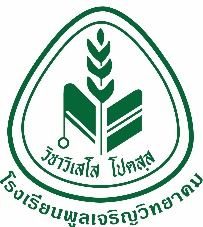 วิชาวิเสโส โปตสฺส
โรงเรียนพูลเจริญวิทยาคม